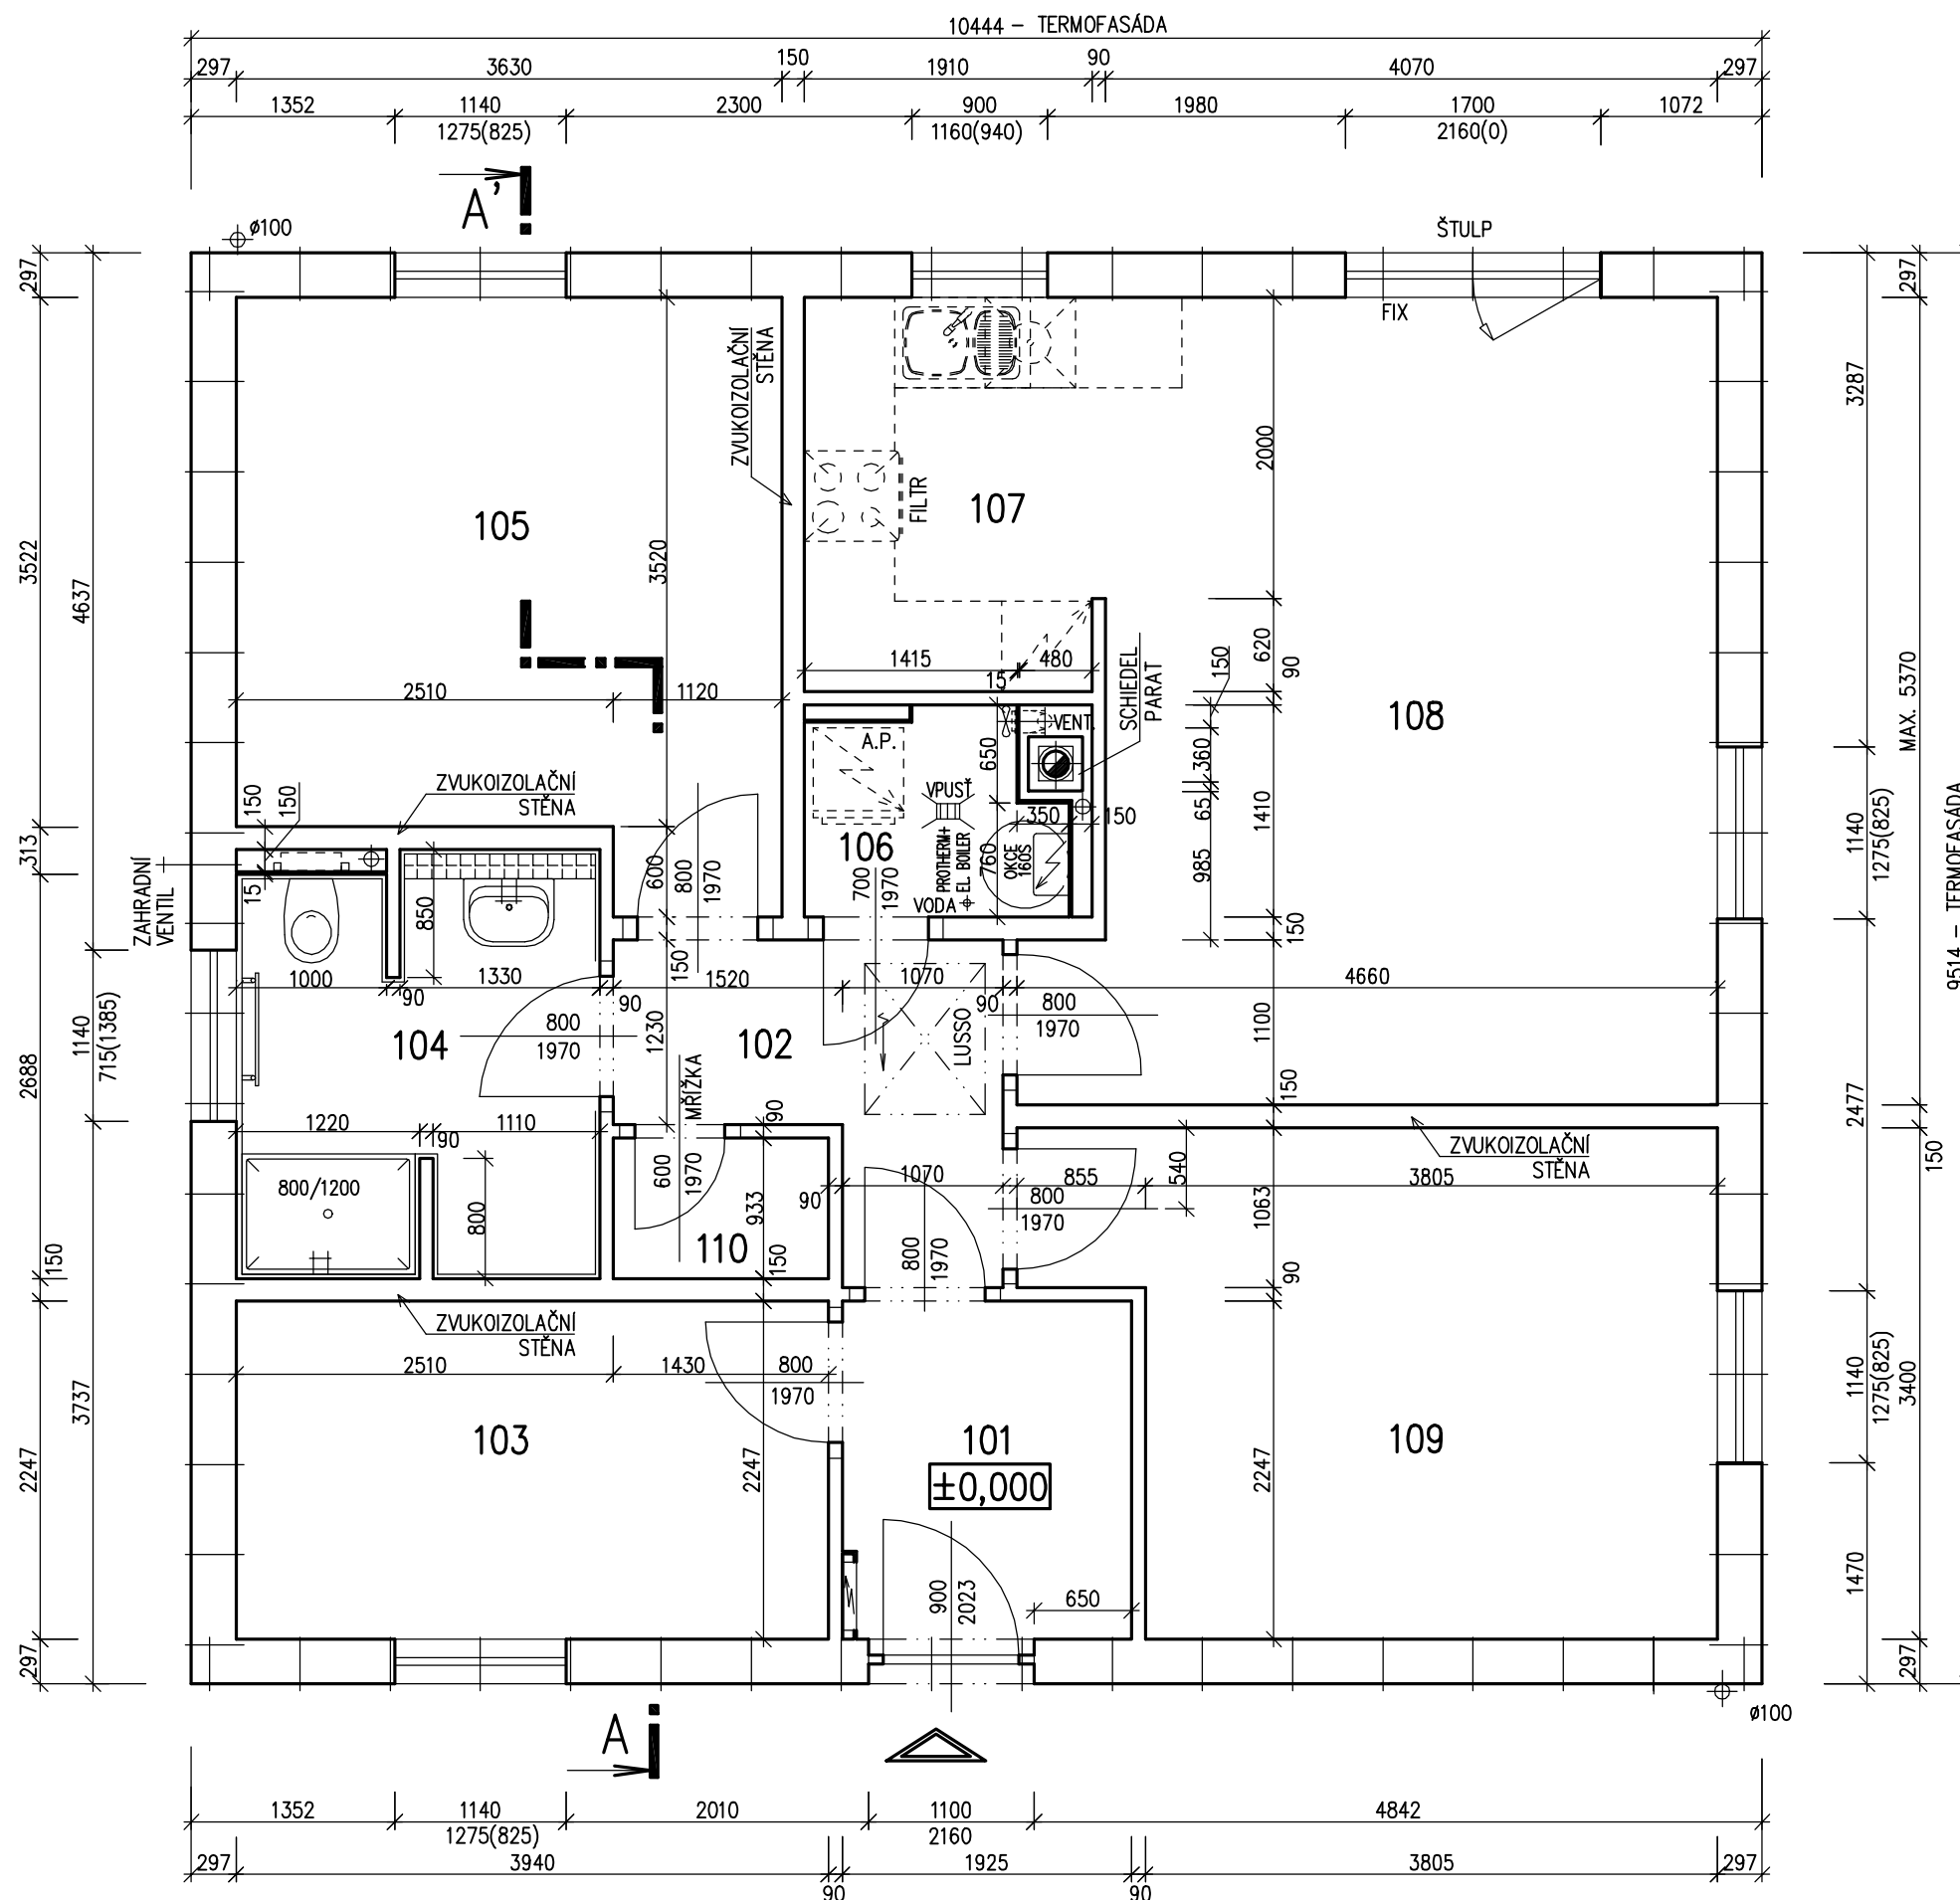 10444 – TERMOFASÁDA
297 3630 150 1910 90 4070 297
1352 1140 2300 900 1980 1700 1072
1275(825) 1160(940) 2160(0)
A'
ø100
ŠTULP
FIX
297
3522
313
2688
150
2247
297
4637
1140
715(1385)
3737
ZVUKOIZOLAČNÍ
STĚNA
105
3520
2510 1120
107
FILTR
2000
1415 480
15
620
90
150
SCHIEDEL
PARAT
108
VENT.
A.P.
650
360
65
1410
985
VPUSŤ
350
150
106
PROTHERM+
EL. BOILER
760
OKCE
160S
VODA
700
1970
150
150
150
ZVUKOIZOLAČNÍ
STĚNA
ZAHRADNÍ
VENTIL
15
850
600
800
1970
1000
90
1330
90
150
1520
1070
90
4660
800
1970
104
800
1970
1230
102
LUSSO
1100
150
MŘÍŽKA
1220
90
1110
90
ZVUKOIZOLAČNÍ
STĚNA
800/1200
800
600
1970
933
90
1070
855
3805
540
800
1970
1063
110
150
800
1970
90
ZVUKOIZOLAČNÍ
STĚNA
2510 1430
800
1970
103
2247
101
±0,000
109
2247
900
2023
650
3287
1140
1275(825)
2477
1140
1275(825)
1470
297
MAX. 5370
150
3400
297
9514 – TERMOFASÁDA
ø100
A
1352 1140 2010 1100 4842
1275(825) 2160
297 3940 90 1925 90 3805 297